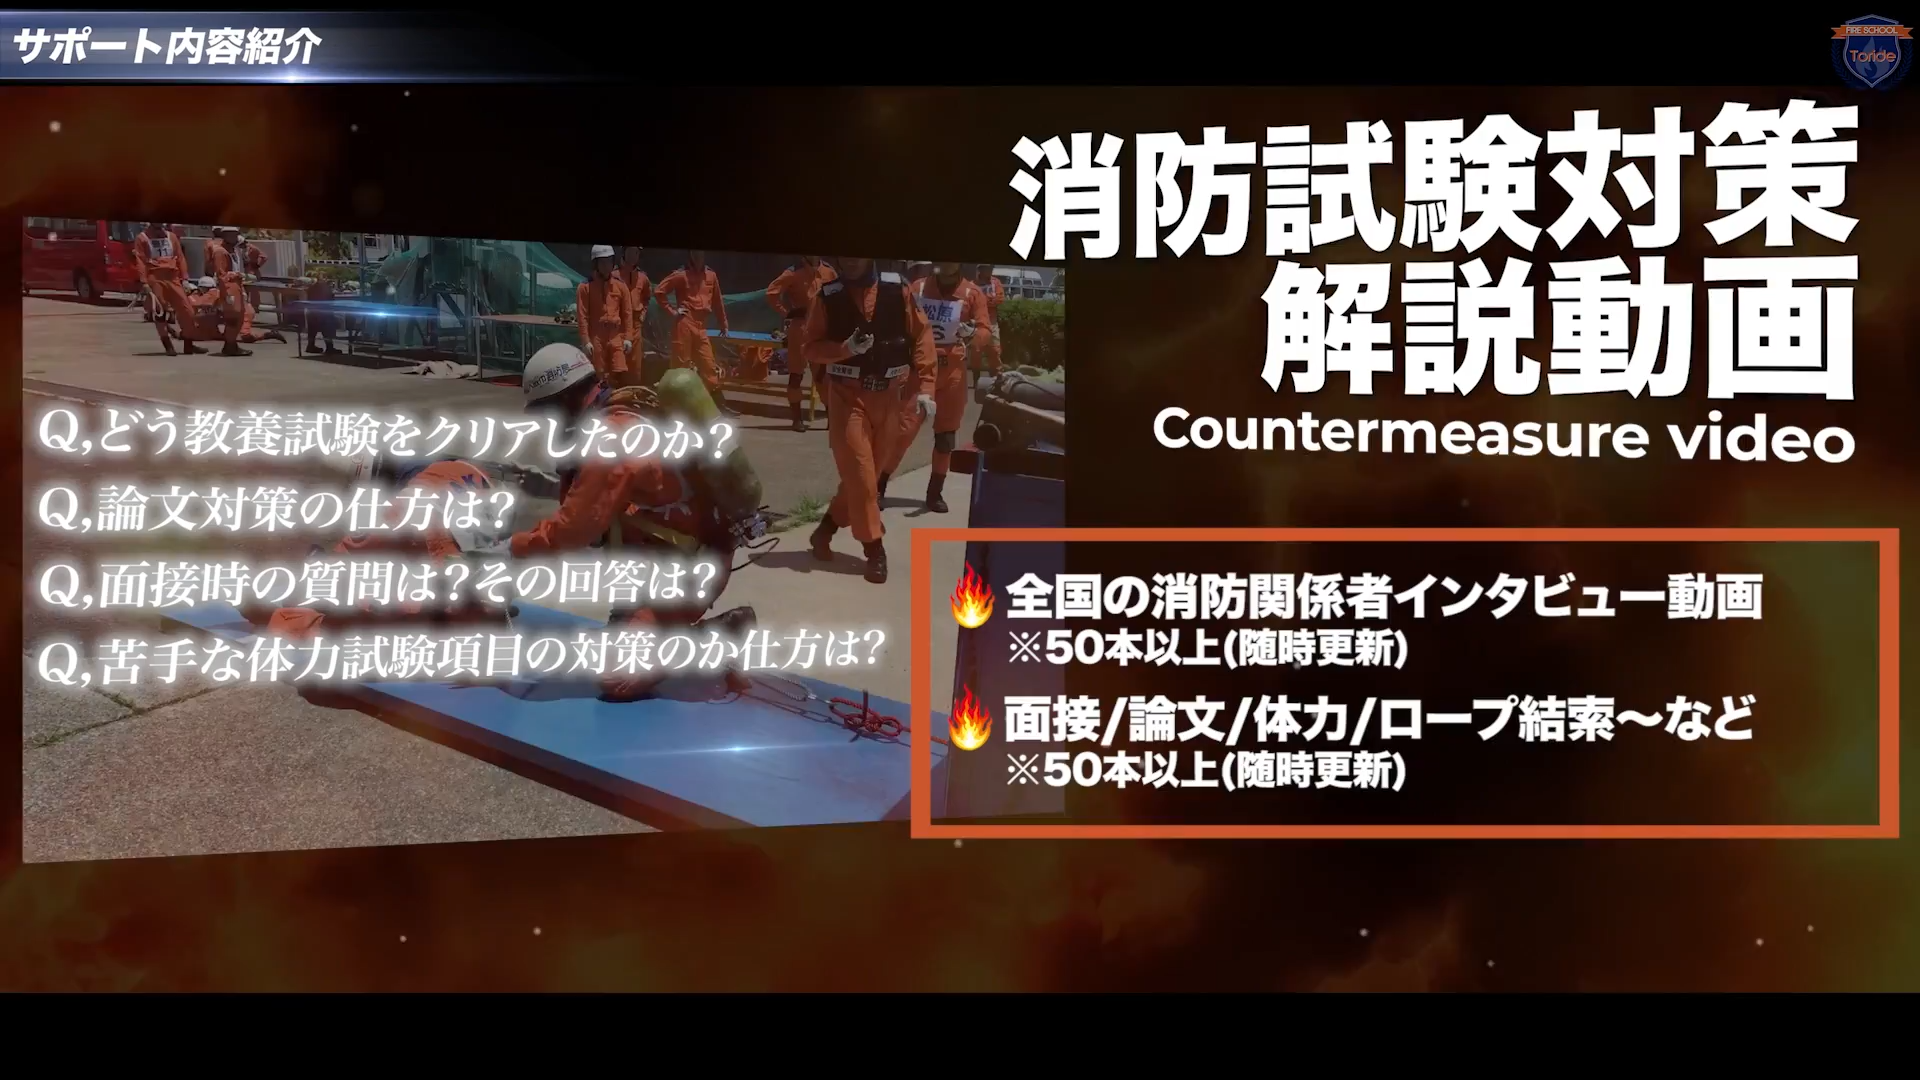 サポート内容紹介
FIRE SCHOOL
Toride
消防試験対策
解説動画
Countermeasure video
Q,どう教養試験をクリアしたのか?
Q,論文対策の仕方は?
Q,面接時の質問は?その回答は?
Q,苦手な体力試験項目の対策のか仕方は?
🔥全国の消防関係者インタビュー動画
※50本以上(随時更新)
🔥面接/論文/体力/ロープ結索〜など
※50本以上(随時更新)
松原